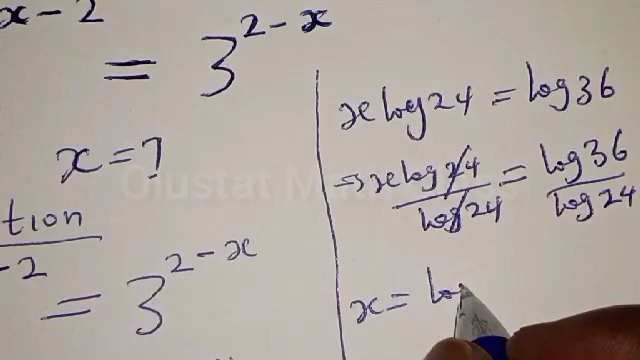 x - 2
= 3^{2 - x}
x = ?
tion
-2
= 3^{2 - x}
x log 24 = log 36
⇒ x log 24 / log 24 = log 36 / log 24
x = lo
Olustat M